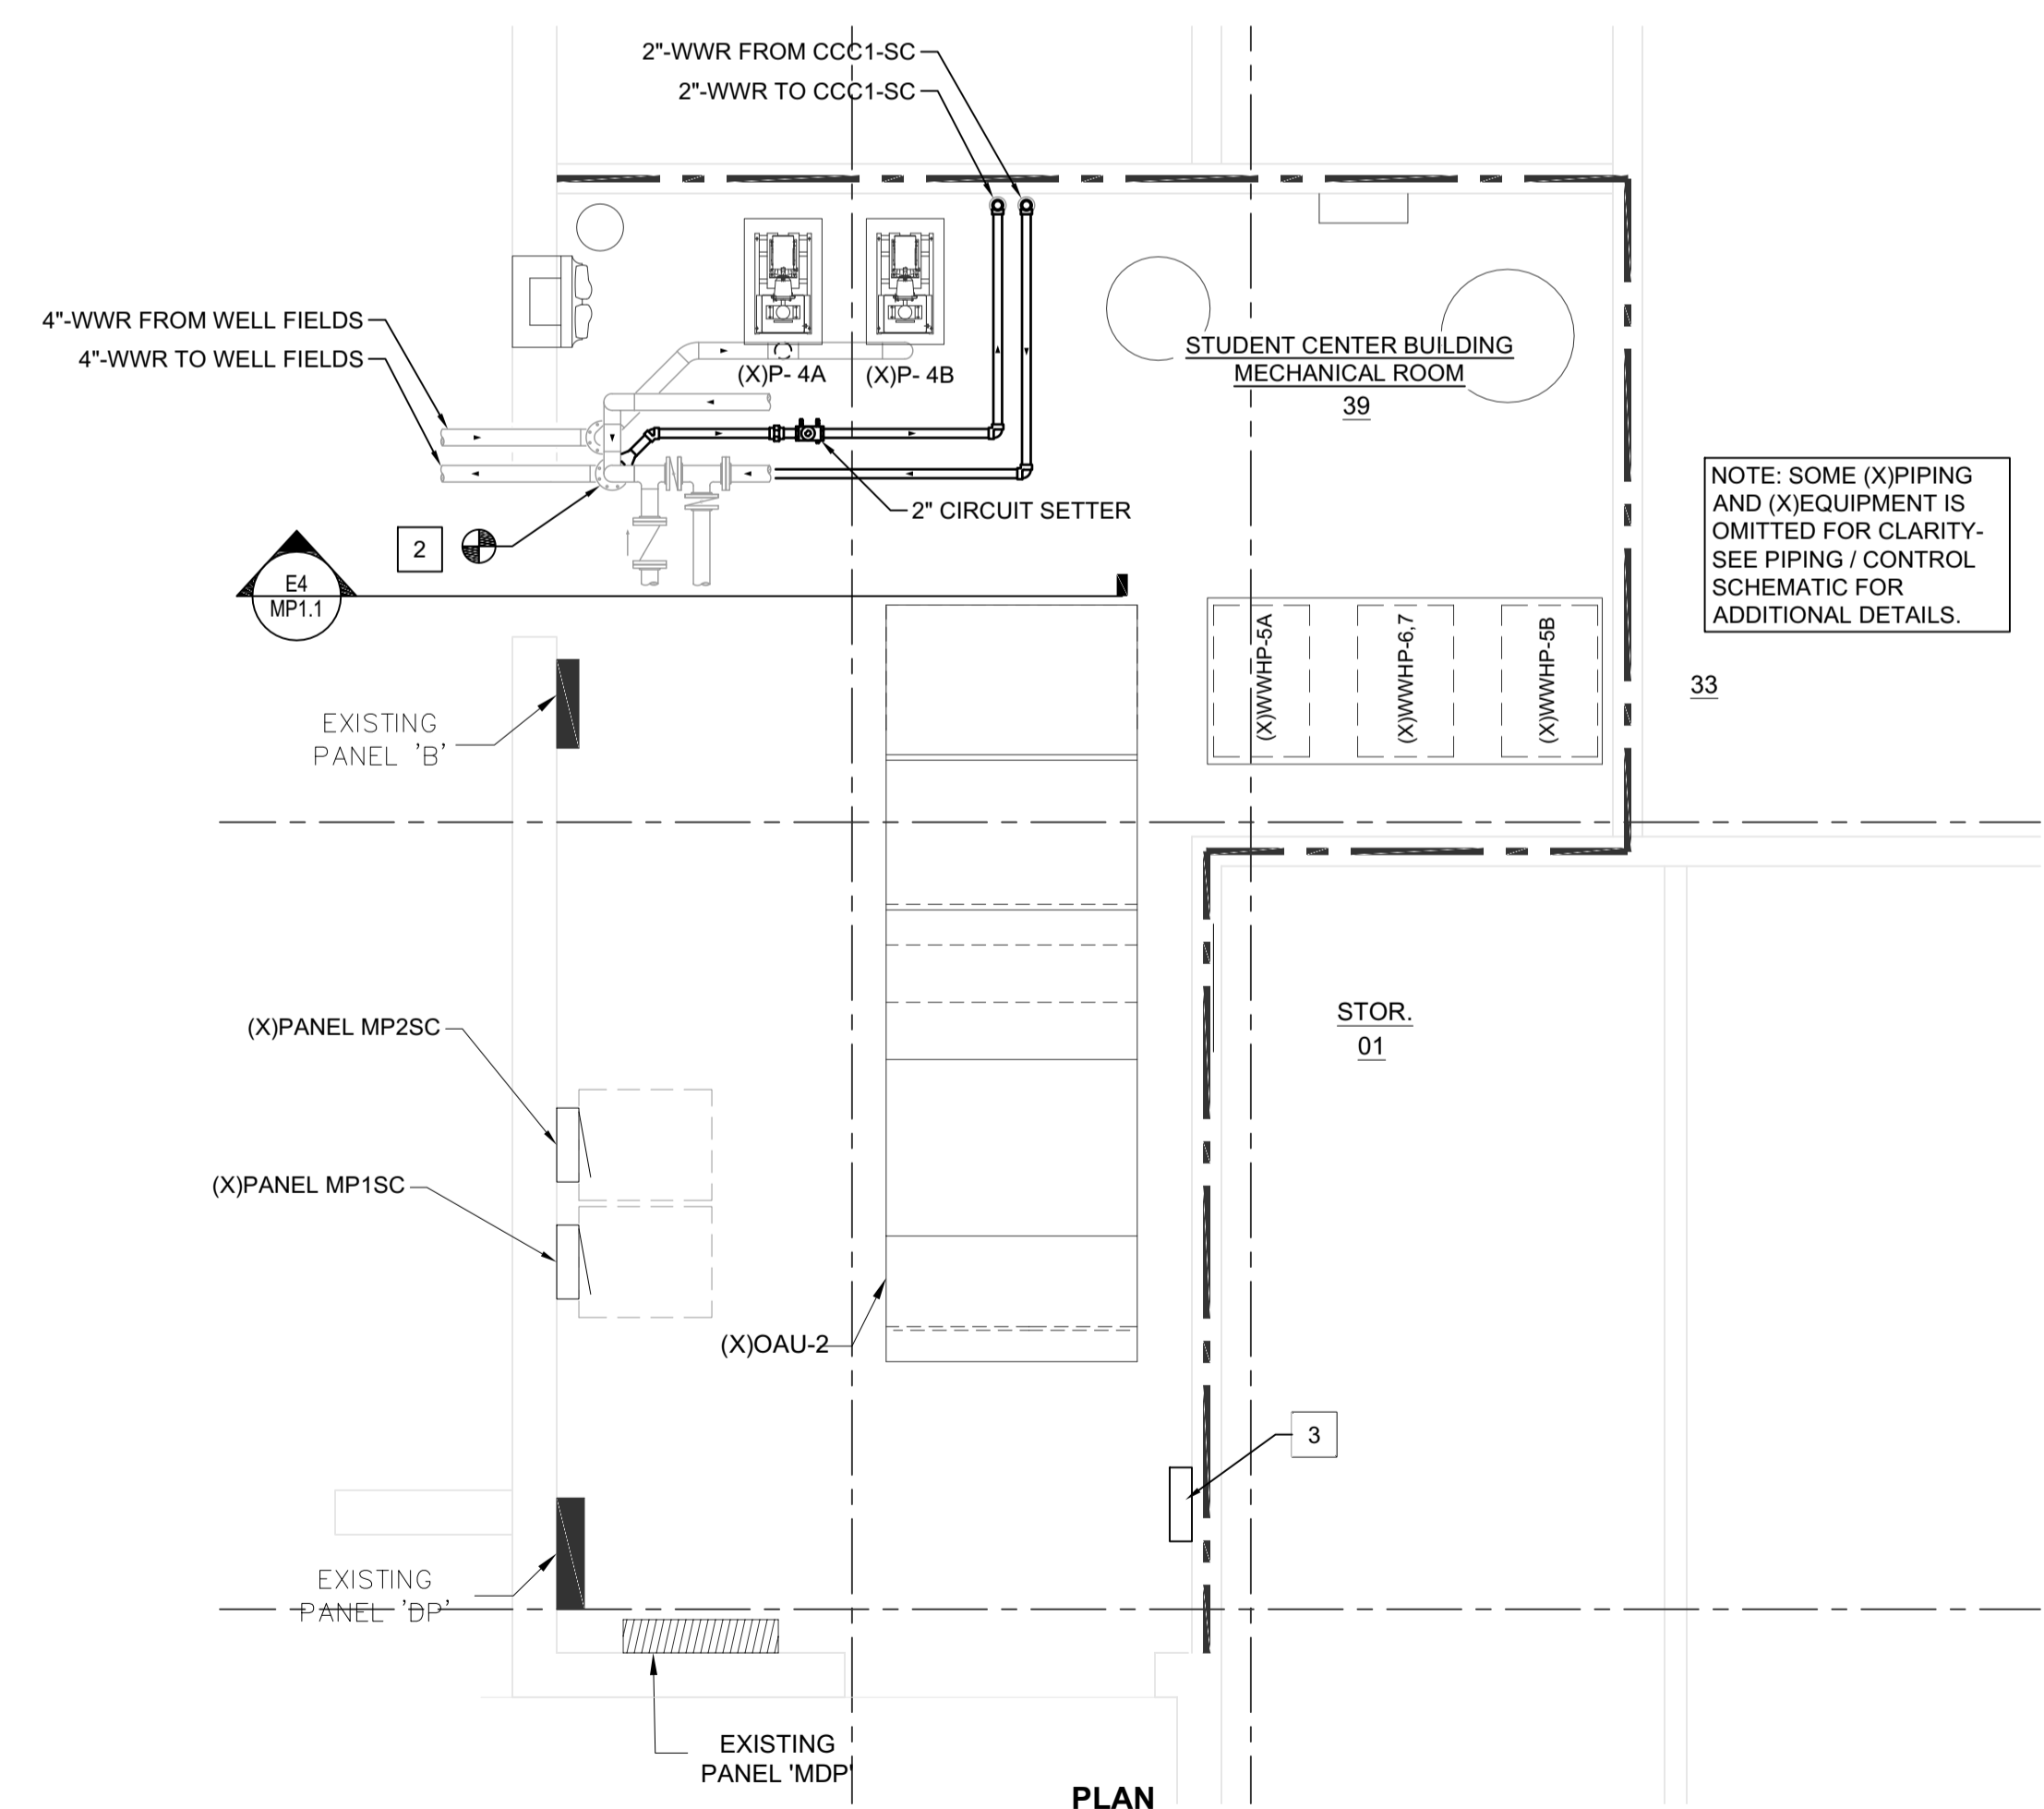 2"-WWR FROM CCC1-SC
2"-WWR TO CCC1-SC
4"-WWR FROM WELL FIELDS
4"-WWR TO WELL FIELDS
(X)P- 4A
(X)P- 4B
STUDENT CENTER BUILDING
MECHANICAL ROOM
39
2" CIRCUIT SETTER
NOTE: SOME (X)PIPING
AND (X)EQUIPMENT IS
OMITTED FOR CLARITY-
SEE PIPING / CONTROL
SCHEMATIC FOR
ADDITIONAL DETAILS.
2
E4
MP1.1
(X)WWHP-5A
(X)WWHP-6,7
(X)WWHP-5B
33
EXISTING
PANEL 'B'
(X)PANEL MP2SC
STOR.
01
(X)PANEL MP1SC
(X)OAU-2
3
EXISTING
PANEL 'DP'
EXISTING
PANEL 'MDP'
PLAN